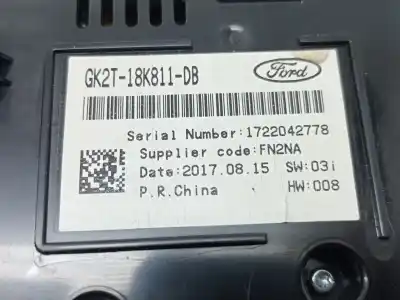 GK2T-18K811-DB
Ford
Serial Number:1722042778
Supplier code:FN2NA
Date:2017.08.15 SW:03i
P.R.China HW:008